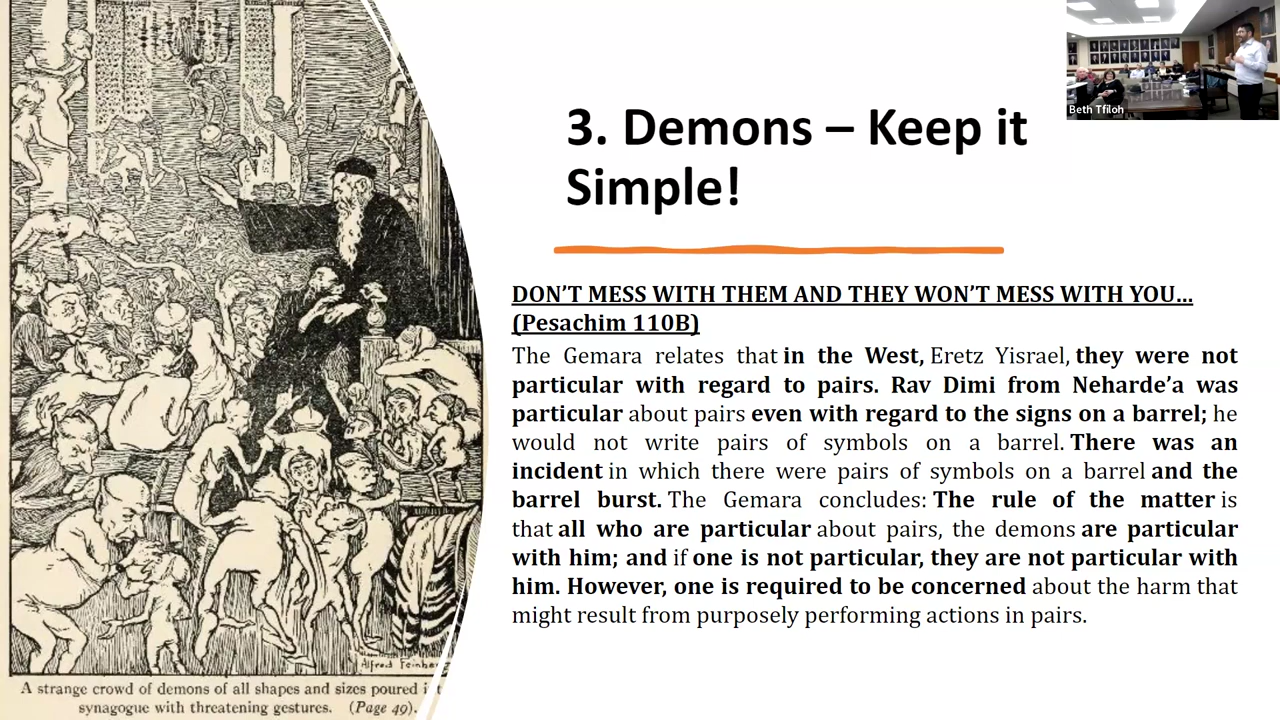 Beth Tfiloh
3. Demons – Keep it
Simple!
DON’T MESS WITH THEM AND THEY WON’T MESS WITH YOU…
(Pesachim 110B)
The Gemara relates that in the West, Eretz Yisrael, they were not
particular with regard to pairs. Rav Dimi from Neharde’a was
particular about pairs even with regard to the signs on a barrel; he
would not write pairs of symbols on a barrel. There was an
incident in which there were pairs of symbols on a barrel and the
barrel burst. The Gemara concludes: The rule of the matter is
that all who are particular about pairs, the demons are particular
with him; and if one is not particular, they are not particular with
him. However, one is required to be concerned about the harm that
might result from purposely performing actions in pairs.
Alfred
A strange crowd of demons of all shapes and sizes poured
synagogue with threatening gestures. (Page 49).